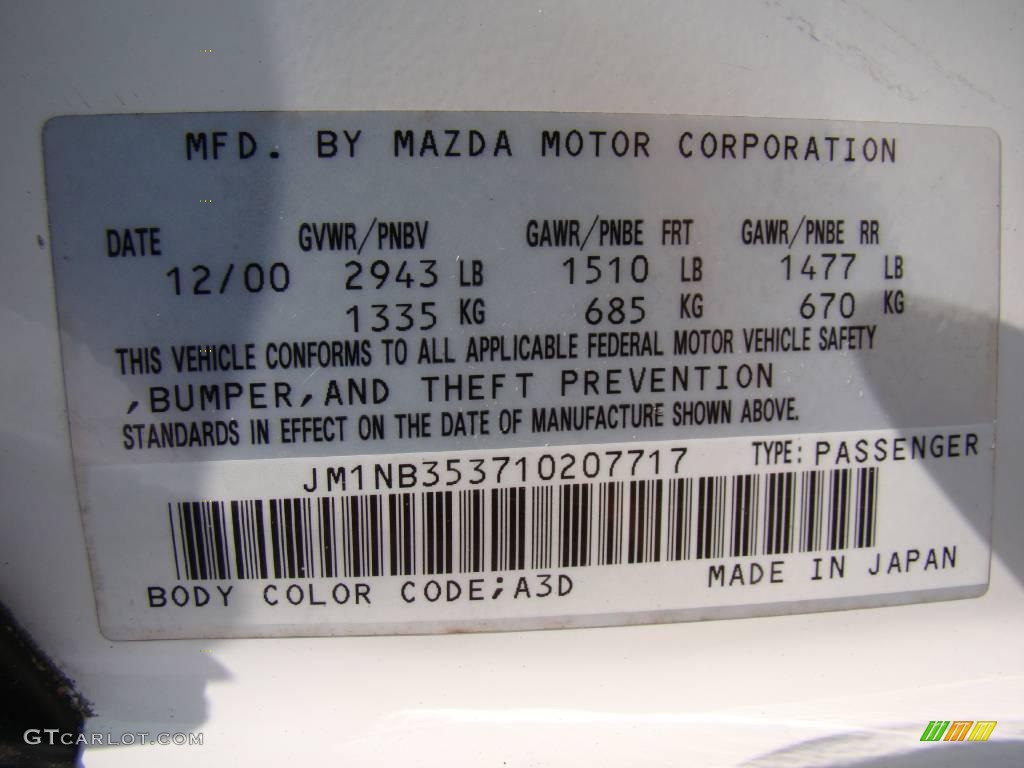 MFD. BY MAZDA MOTOR CORPORATION
DATE GVWR/PNBV GAWR/PNBE FRT GAWR/PNBE RR
12/00 2943 LB 1510 LB 1477 LB
1335 KG 685 KG 670 KG
THIS VEHICLE CONFORMS TO ALL APPLICABLE FEDERAL MOTOR VEHICLE SAFETY
,BUMPER,AND THEFT PREVENTION
STANDARDS IN EFFECT ON THE DATE OF MANUFACTURE SHOWN ABOVE.
JM1NB353710207717 TYPE: PASSENGER
BODY COLOR CODE;A3D MADE IN JAPAN
GTCARLOT.COM